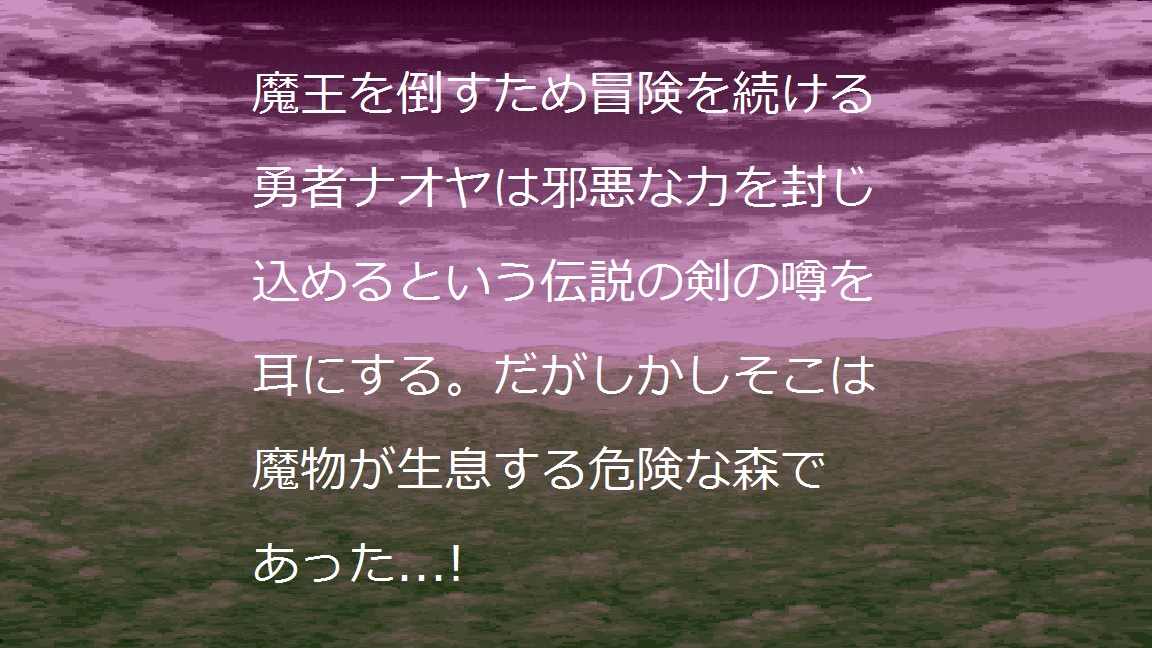 魔王を倒すため冒険を続ける
勇者ナオヤは邪悪な力を封じ
込めるという伝説の剣の噂を
耳にする。だがしかしそこは
魔物が生息する危険な森で
あった…!